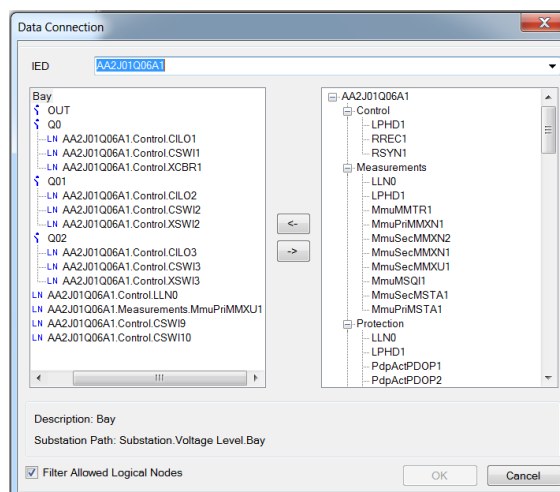 Data Connection
IED
AA2J01Q06A1
Bay
OUT
Q0
LN AA2J01Q06A1.Control.CILO1
LN AA2J01Q06A1.Control.CSWI1
LN AA2J01Q06A1.Control.XCBR1
Q01
LN AA2J01Q06A1.Control.CILO2
LN AA2J01Q06A1.Control.CSWI2
LN AA2J01Q06A1.Control.XSWI2
Q02
LN AA2J01Q06A1.Control.CILO3
LN AA2J01Q06A1.Control.CSWI3
LN AA2J01Q06A1.Control.XSWI3
LN AA2J01Q06A1.Control.LLN0
LN AA2J01Q06A1.Measurements.MmuPriMMXU1
LN AA2J01Q06A1.Control.CSWI9
LN AA2J01Q06A1.Control.CSWI10
<-
->
AA2J01Q06A1
Control
LPHD1
RREC1
RSYN1
Measurements
LLN0
LPHD1
MmuMMTR1
MmuPriMMXN1
MmuSecMMXN2
MmuSecMMXN1
MmuSecMMXU1
MmuMSQI1
MmuSecMSTA1
MmuPriMSTA1
Protection
LLN0
LPHD1
PdpActPDOP1
PdpActPDOP2
Description: Bay
Substation Path: Substation.Voltage Level.Bay
Filter Allowed Logical Nodes
OK
Cancel